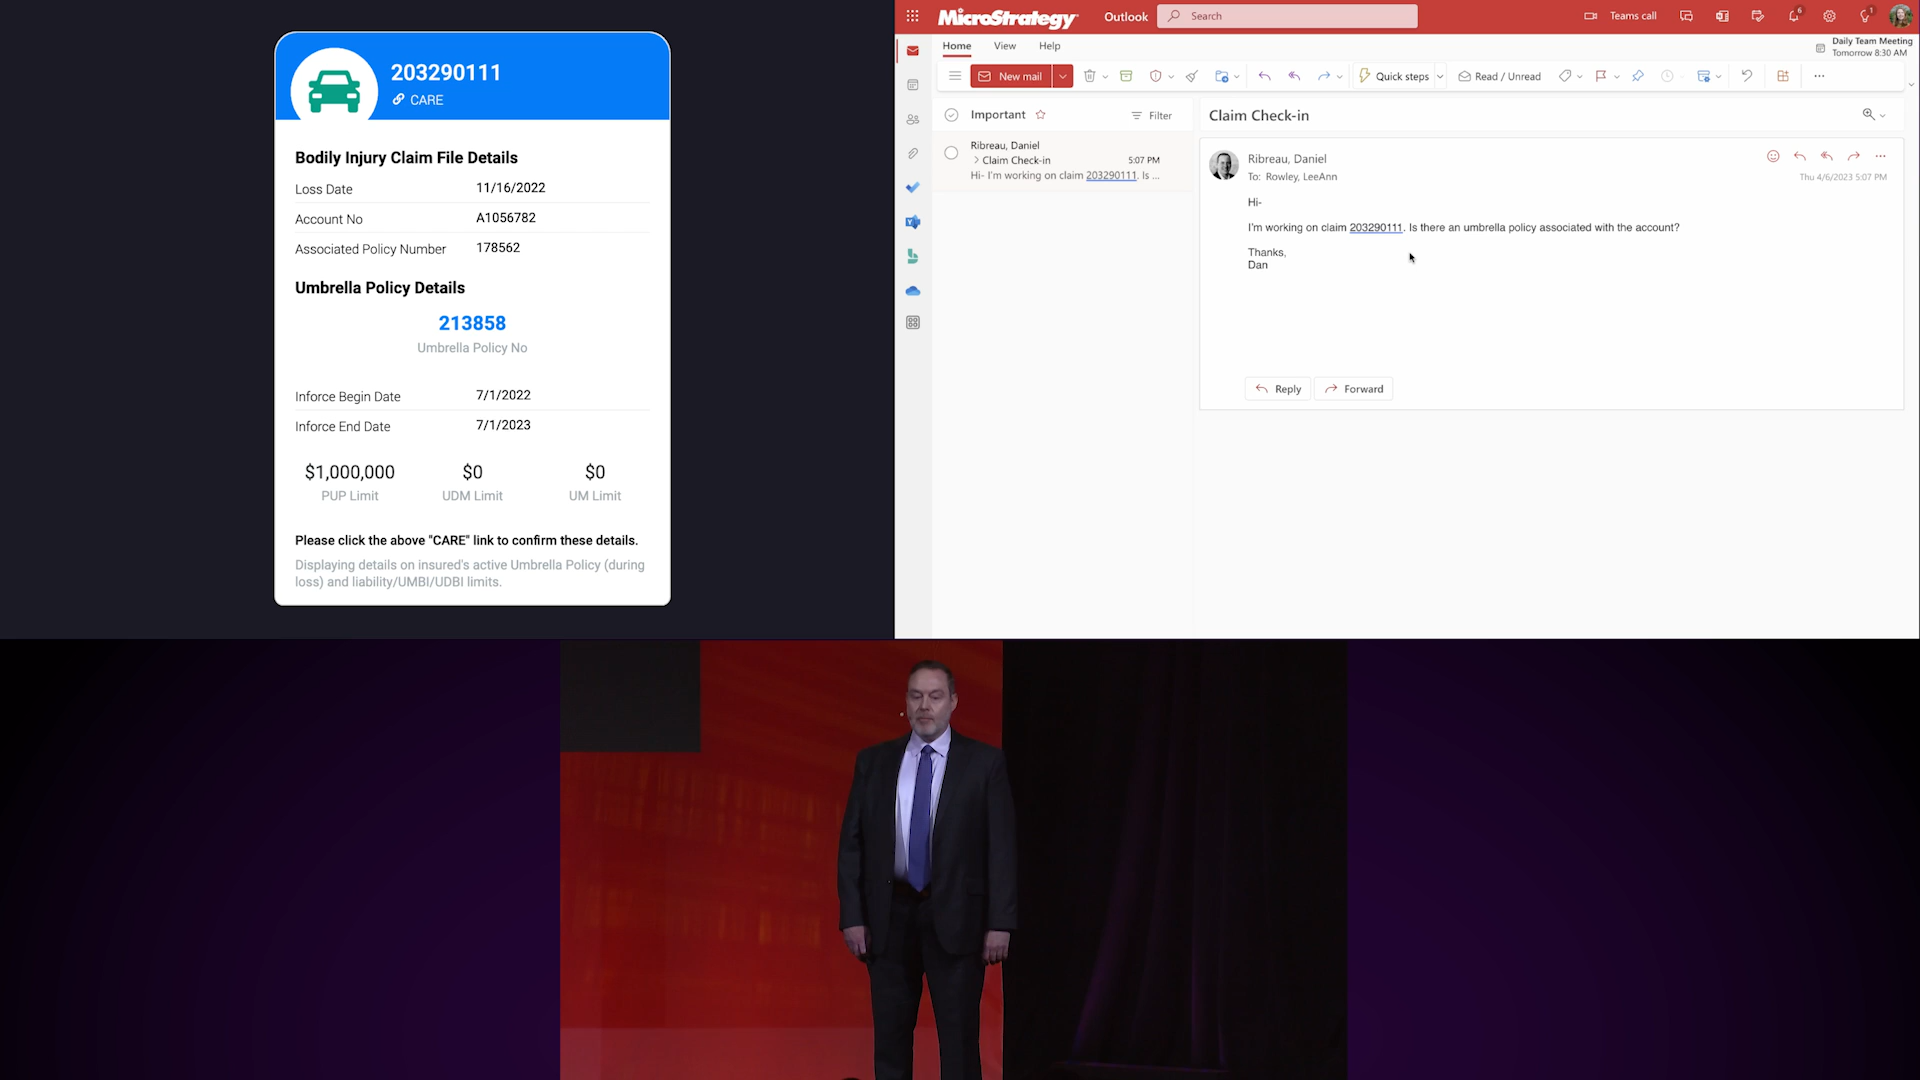 203290111
CARE
Bodily Injury Claim File Details
Loss Date 11/16/2022
Account No A1056782
Associated Policy Number 178562
Umbrella Policy Details
213858
Umbrella Policy No
Inforce Begin Date 7/1/2022
Inforce End Date 7/1/2023
$1,000,000 $0 $0
PUP Limit UDM Limit UM Limit
Please click the above "CARE" link to confirm these details.
Displaying details on insured's active Umbrella Policy (during
loss) and liability/UMBI/UDBI limits.
MicroStrategy Outlook Search Teams call 6 1
Home View Help
Daily Team Meeting
Tomorrow 8:30 AM
New mail Quick steps Read / Unread
Important Filter
Ribreau, Daniel
Claim Check-in 5:07 PM
Hi- I'm working on claim 203290111. Is ...
Claim Check-in
Ribreau, Daniel
To: Rowley, LeeAnn
Thu 4/6/2023 5:07 PM
Hi-
I'm working on claim 203290111. Is there an umbrella policy associated with the account?
Thanks,
Dan
Reply Forward